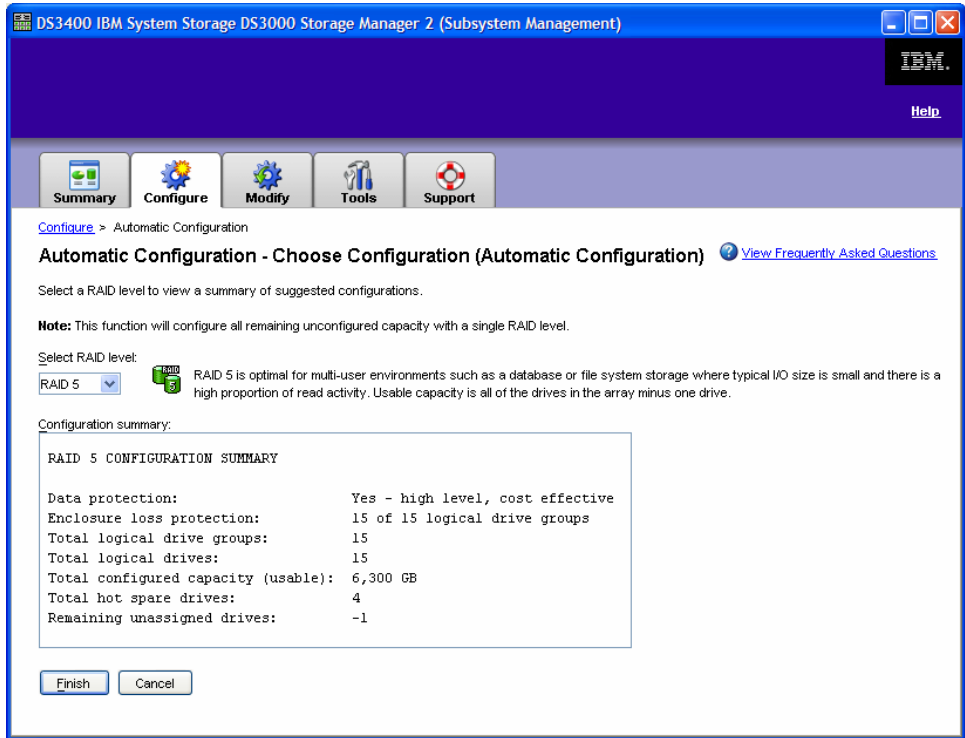 DS3400 IBM System Storage DS3000 Storage Manager 2 (Subsystem Management)
IBM.
Help
Summary Configure Modify Tools Support
Configure > Automatic Configuration
Automatic Configuration - Choose Configuration (Automatic Configuration) ? View Frequently Asked Questions
Select a RAID level to view a summary of suggested configurations.
Note: This function will configure all remaining unconfigured capacity with a single RAID level.
Select RAID level:
RAID 5
RAID
5
RAID 5 is optimal for multi-user environments such as a database or file system storage where typical I/O size is small and there is a
high proportion of read activity. Usable capacity is all of the drives in the array minus one drive.
Configuration summary:
RAID 5 CONFIGURATION SUMMARY
Data protection: Yes - high level, cost effective
Enclosure loss protection: 15 of 15 logical drive groups
Total logical drive groups: 15
Total logical drives: 15
Total configured capacity (usable): 6,300 GB
Total hot spare drives: 4
Remaining unassigned drives: -1
Finish Cancel